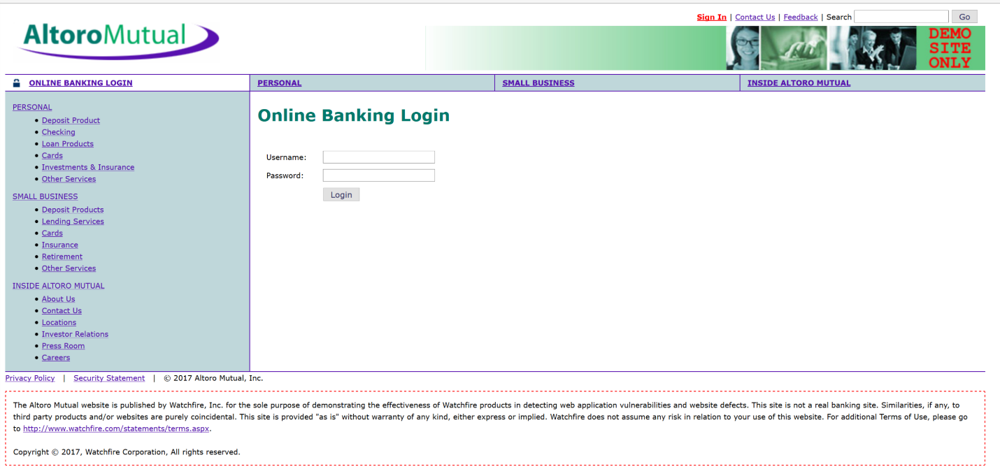 Sign In | Contact Us | Feedback | Search Go
AltoroMutual
DEMO
SITE
ONLY
ONLINE BANKING LOGIN
PERSONAL
SMALL BUSINESS
INSIDE ALTORO MUTUAL
PERSONAL
Deposit Product
Checking
Loan Products
Cards
Investments & Insurance
Other Services
SMALL BUSINESS
Deposit Products
Lending Services
Cards
Insurance
Retirement
Other Services
INSIDE ALTORO MUTUAL
About Us
Contact Us
Locations
Investor Relations
Press Room
Careers
Online Banking Login
Username:
Password:
Login
Privacy Policy | Security Statement | © 2017 Altoro Mutual, Inc.
The Altoro Mutual website is published by Watchfire, Inc. for the sole purpose of demonstrating the effectiveness of Watchfire products in detecting web application vulnerabilities and website defects. This site is not a real banking site. Similarities, if any, to
third party products and/or websites are purely coincidental. This site is provided "as is" without warranty of any kind, either express or implied. Watchfire does not assume any risk in relation to your use of this website. For additional Terms of Use, please go
to http://www.watchfire.com/statements/terms.aspx.
Copyright © 2017, Watchfire Corporation, All rights reserved.